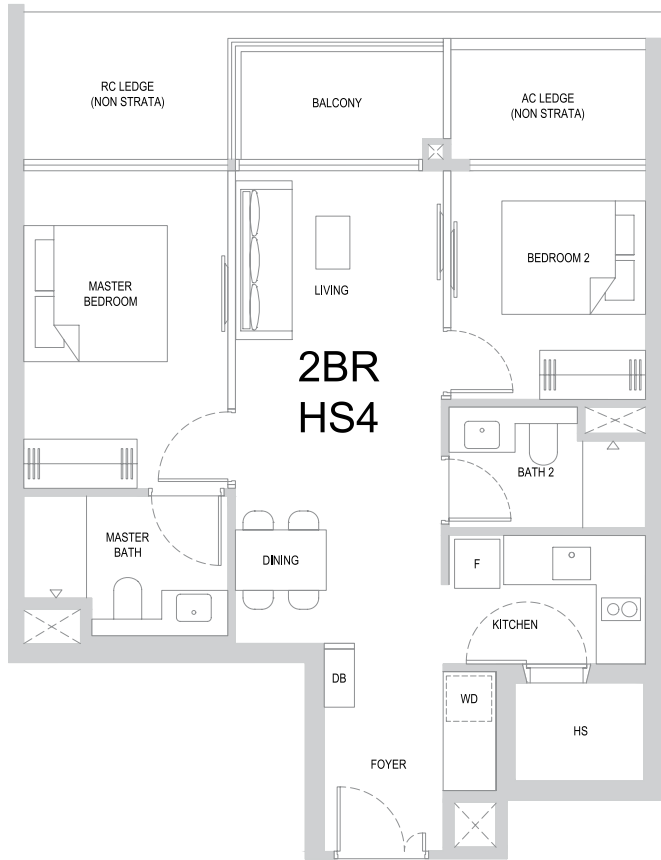 RC LEDGE
(NON STRATA)
BALCONY
AC LEDGE
(NON STRATA)
MASTER
BEDROOM
LIVING
BEDROOM 2
2BR
HS4
BATH 2
MASTER
BATH
DINING
F
KITCHEN
DB
WD
HS
FOYER